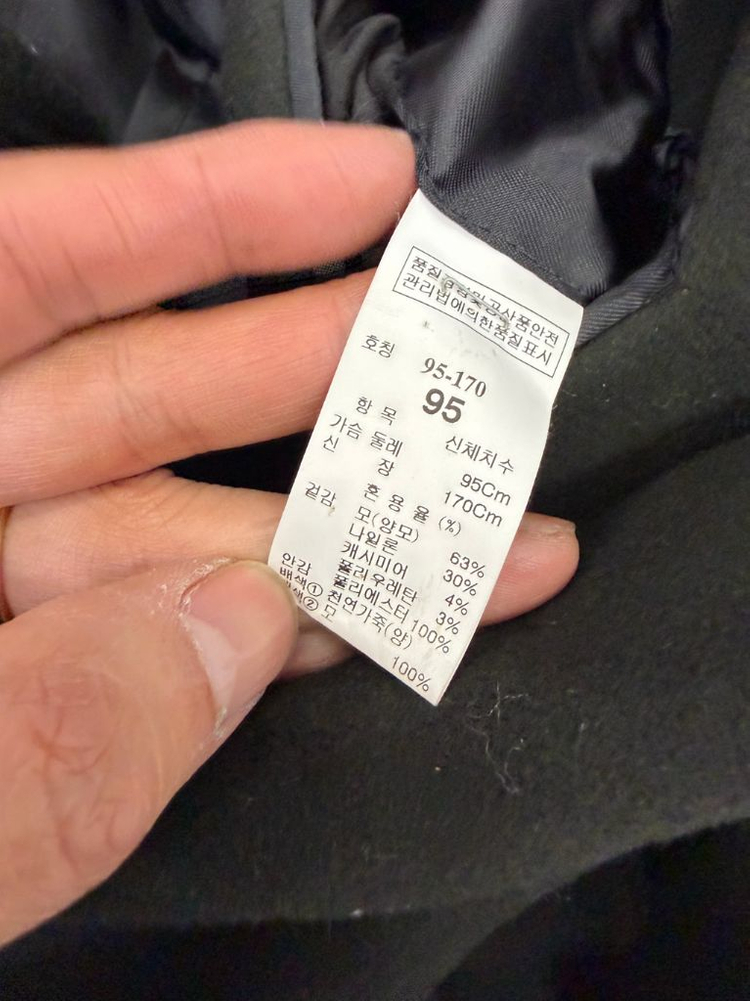 품질경영및공산품안전
관리법에의한품질표시
호칭 95-170
95
항 목 신체치수
가슴 둘레 95Cm
신 장 170Cm
겉감 혼 용 율 (%)
모(양모) 63%
나일론 30%
캐시미어 4%
폴리우레탄 3%
안감 폴리에스터 100%
배색① 천연가죽(양)
배색② 모 100%